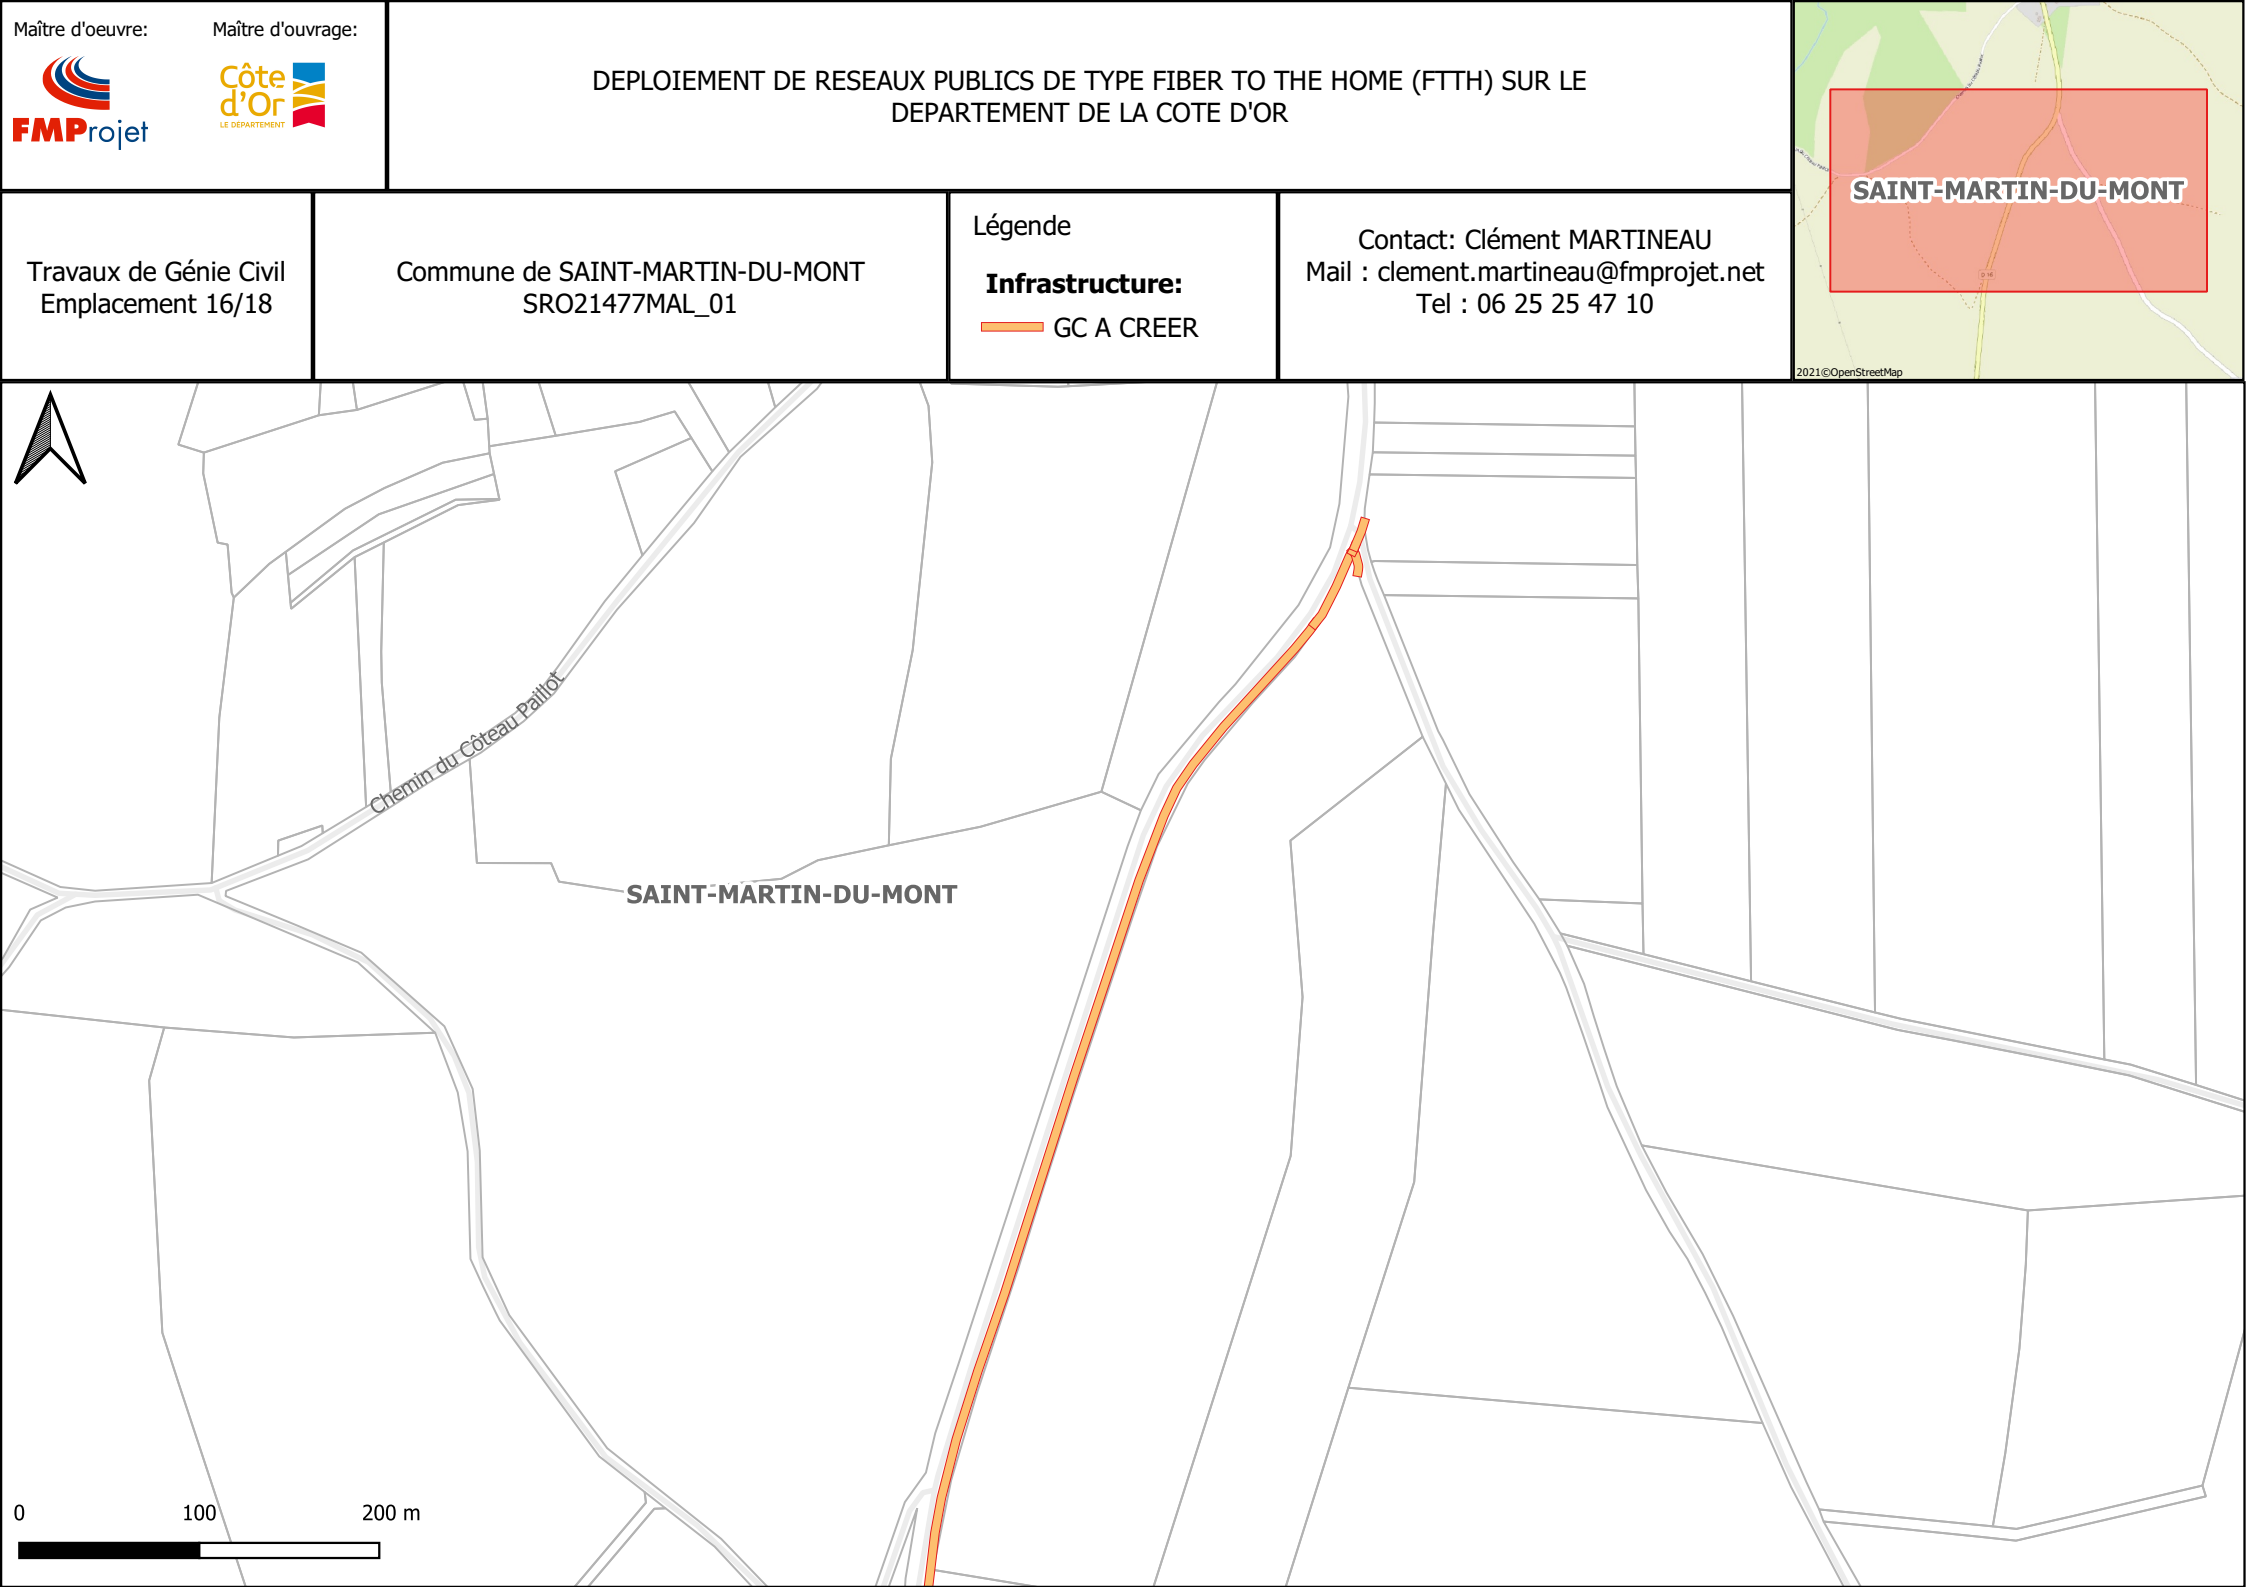 Maître d'oeuvre:
Maître d'ouvrage:
FMProjet
Côte
d'Or
LE DÉPARTEMENT
DEPLOIEMENT DE RESEAUX PUBLICS DE TYPE FIBER TO THE HOME (FTTH) SUR LE
DEPARTEMENT DE LA COTE D'OR
Travaux de Génie Civil
Emplacement 16/18
Commune de SAINT-MARTIN-DU-MONT
SRO21477MAL_01
Légende
Infrastructure:
GC A CREER
Contact: Clément MARTINEAU
Mail : clement.martineau@fmprojet.net
Tel : 06 25 25 47 10
SAINT-MARTIN-DU-MONT
D 16
2021©OpenStreetMap
Chemin du Côteau Paillot
SAINT-MARTIN-DU-MONT
0 100 200 m